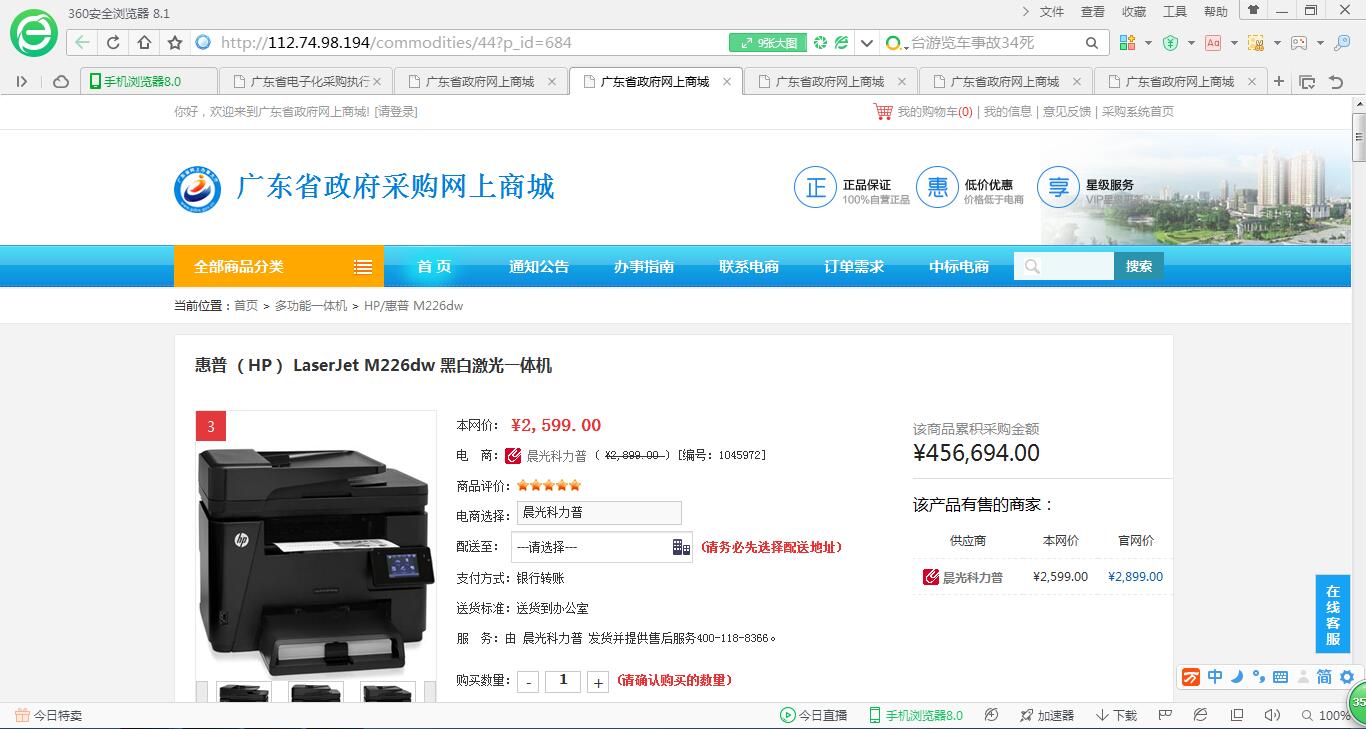 360安全浏览器 8.1
文件 查看 收藏 工具 帮助
http://112.74.98.194/commodities/44?p_id=684
9张大图
台游览车事故34死
手机浏览器8.0
广东省电子化采购执行
广东省政府网上商城
广东省政府网上商城
广东省政府网上商城
广东省政府网上商城
广东省政府网上商城
你好，欢迎来到广东省政府网上商城! [请登录]
我的购物车(0) | 我的信息 | 意见反馈 | 采购系统首页
广东省政府采购网上商城
正 正品保证
100%自营正品
惠 低价优惠
价格低于电商
享 星级服务
VIP星级服务
全部商品分类 首 页 通知公告 办事指南 联系电商 订单需求 中标电商 搜索
当前位置：首页 > 多功能一体机 > HP/惠普 M226dw
惠普 （ HP ） LaserJet M226dw 黑白激光一体机
3
hp
本网价： ¥2,599.00
电 商： 晨光科力普 ( ¥2,899.00 ) [编号: 1045972]
商品评价：
电商选择： 晨光科力普
配送至： ---请选择--- (请务必先选择配送地址)
支付方式：银行转账
送货标准：送货到办公室
服 务：由 晨光科力普 发货并提供售后服务400-118-8366。
购买数量： - 1 + (请确认购买的数量)
该商品累积采购金额
¥456,694.00
该产品有售的商家：
供应商 本网价 官网价
晨光科力普 ¥2,599.00 ¥2,899.00
在线客服
中 简
35
今日特卖
今日直播 手机浏览器8.0 加速器 下载 100%